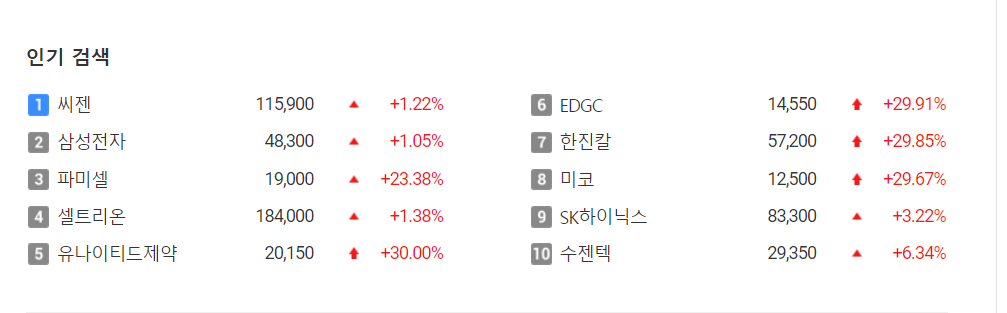 인기 검색
1 씨젠 115,900 ▲ +1.22%
2 삼성전자 48,300 ▲ +1.05%
3 파미셀 19,000 ▲ +23.38%
4 셀트리온 184,000 ▲ +1.38%
5 유나이티드제약 20,150 ⬆ +30.00%
6 EDGC 14,550 ⬆ +29.91%
7 한진칼 57,200 ⬆ +29.85%
8 미코 12,500 ⬆ +29.67%
9 SK하이닉스 83,300 ▲ +3.22%
10 수젠텍 29,350 ▲ +6.34%